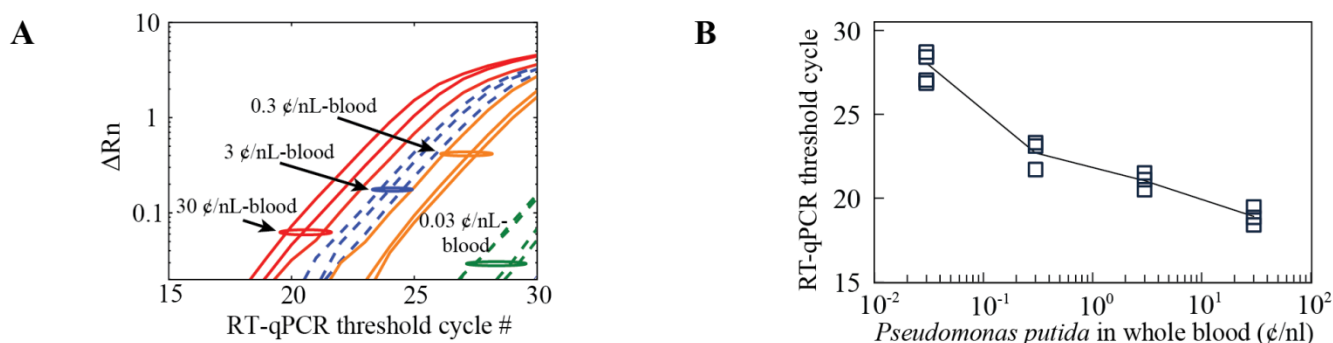 A
B
ΔRn
10
1
0.1
0.3 ¢/nL-blood
3 ¢/nL-blood
30 ¢/nL-blood
0.03 ¢/nL-
blood
15
20
25
30
RT-qPCR threshold cycle #
RT-qPCR threshold cycle
30
25
20
15
10-2
10-1
100
101
102
Pseudomonas putida in whole blood (¢/nl)